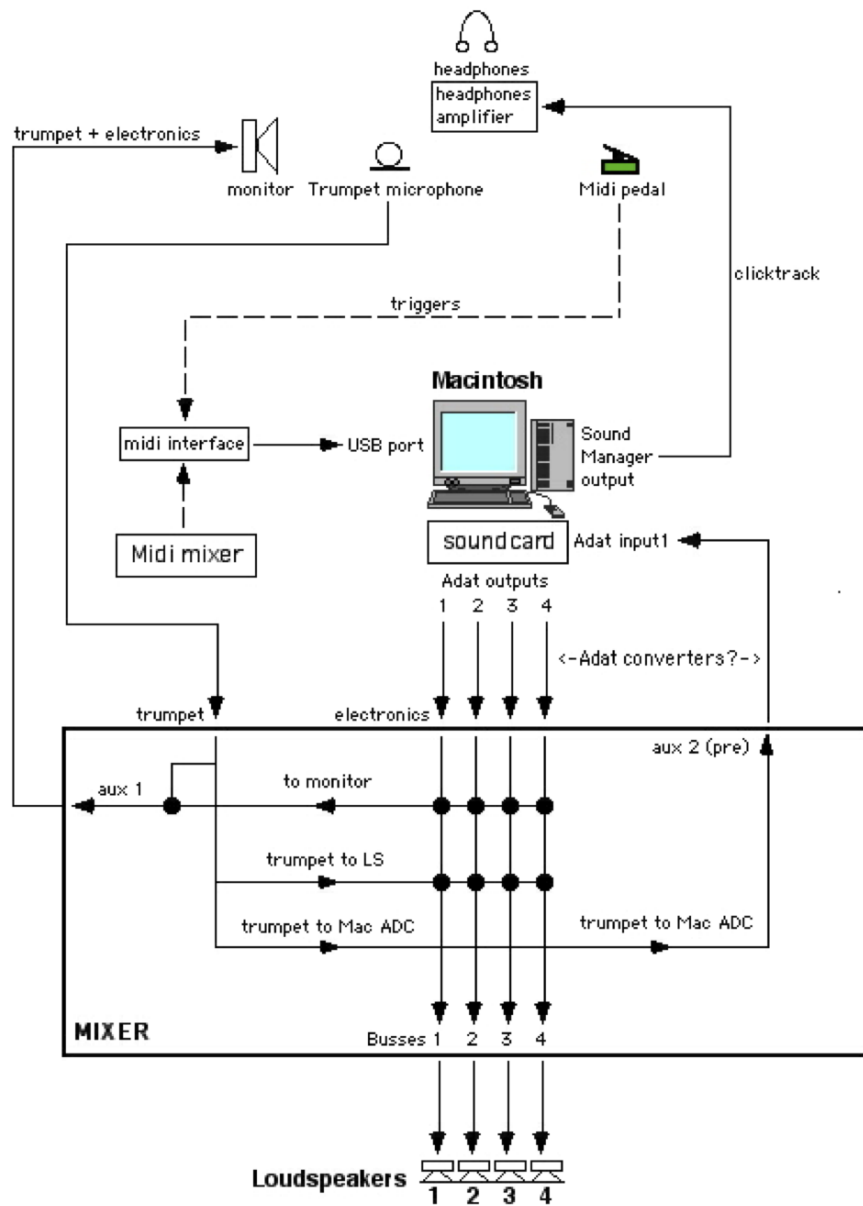 headphones
headphones
amplifier
trumpet + electronics
monitor
Trumpet microphone
Midi pedal
clicktrack
triggers
Macintosh
midi interface
USB port
Sound
Manager
output
Midi mixer
soundcard
Adat input1
Adat outputs
1 2 3 4
<-Adat converters?->
trumpet
electronics
aux 2 (pre)
aux 1
to monitor
trumpet to LS
trumpet to Mac ADC
trumpet to Mac ADC
MIXER
Busses 1 2 3 4
Loudspeakers
1 2 3 4